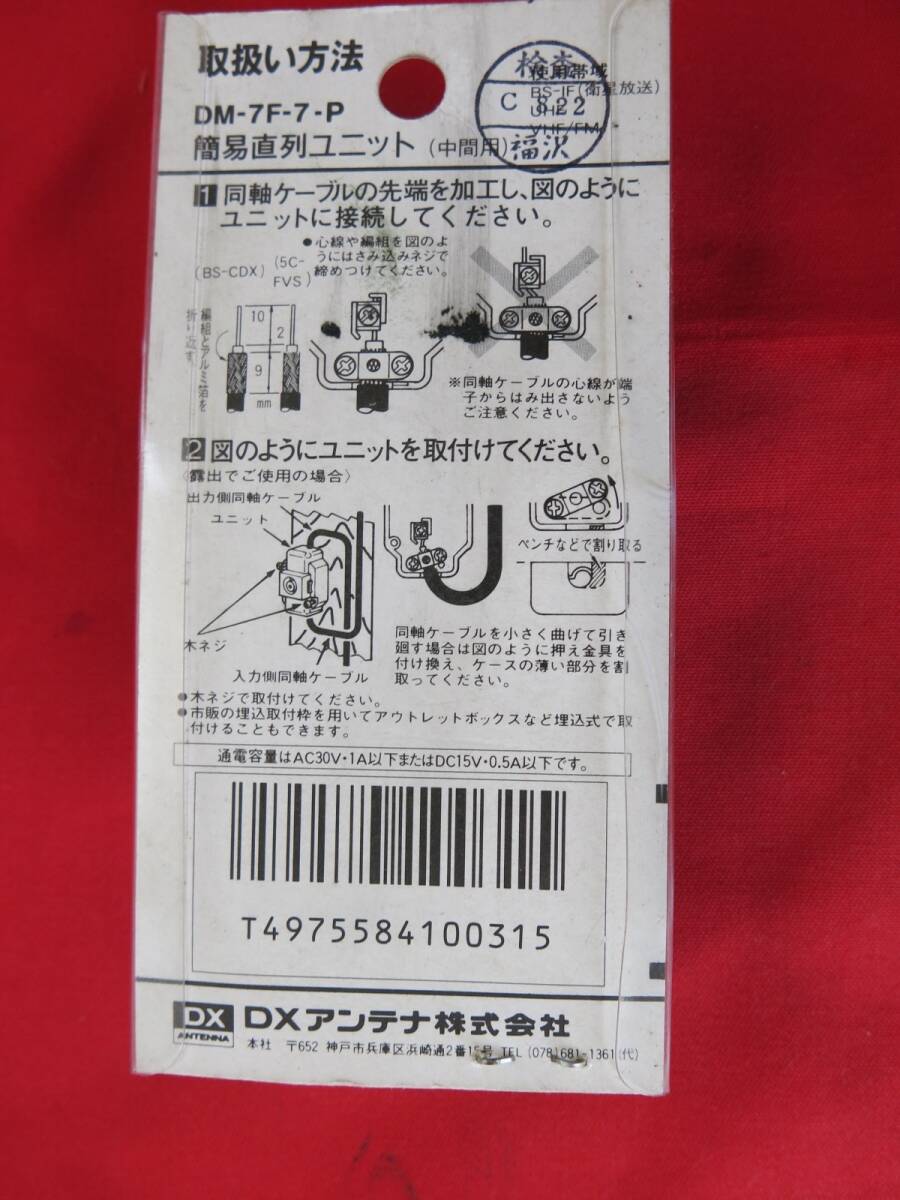 取扱い方法
DM-7F-7-P
簡易直列ユニット（中間用）
使用帯域
BS-IF(衛星放送)
UHF
VHF/FM
検査
C 8.22
福沢
1 同軸ケーブルの先端を加工し、図のように
ユニットに接続してください。
(BS-CDX)
(5C-
FVS)
●心線や編組を図のよ
うにはさみ込みネジで
締めつけてください。
編組とアルミ箔を
折り返す。
10
2
9
mm
※同軸ケーブルの心線が端
子からはみ出さないよう
ご注意ください。
2 図のようにユニットを取付けてください。
〈露出でご使用の場合〉
出力側同軸ケーブル
ユニット
木ネジ
入力側同軸ケーブル
ペンチなどで割り取る
同軸ケーブルを小さく曲げて引き
廻す場合は図のように押え金具を
付け換え、ケースの薄い部分を割
取ってください。
●木ネジで取付けてください。
●市販の埋込取付枠を用いてアウトレットボックスなど埋込式で取
付けることもできます。
通電容量はAC30V・1A以下またはDC15V・0.5A以下です。
T4975584100315
DX
ANTENNA
DXアンテナ株式会社
本社 〒652 神戸市兵庫区浜崎通2番15号 TEL (078)681-1361(代)